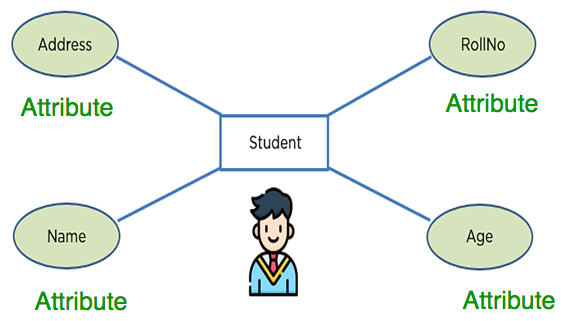 Address
RollNo
Attribute
Attribute
Student
Name
Age
Attribute
Attribute